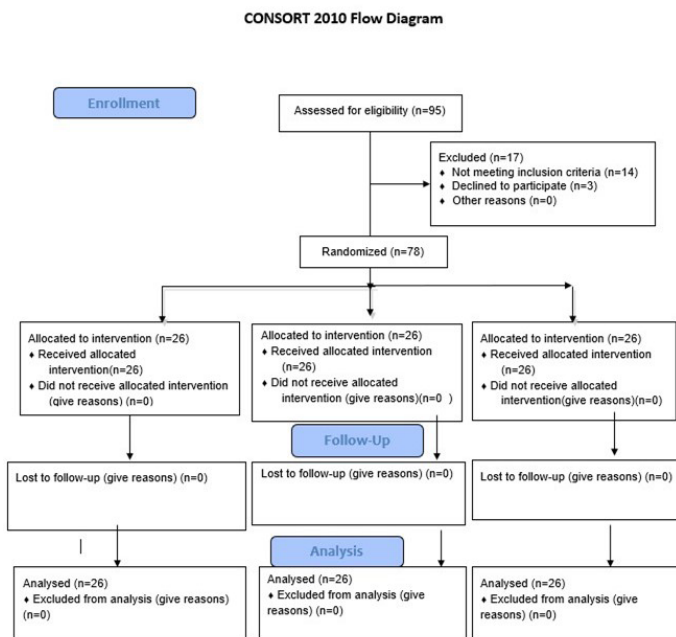 CONSORT 2010 Flow Diagram
Enrollment
Assessed for eligibility (n=95)
Excluded (n=17)
♦ Not meeting inclusion criteria (n=14)
♦ Declined to participate (n=3)
♦ Other reasons (n=0)
Randomized (n=78)
Allocated to intervention (n=26)
♦ Received allocated
intervention(n=26)
♦ Did not receive allocated intervention
(give reasons) (n=0)
Allocated to intervention (n=26)
♦ Received allocated intervention
(n=26)
♦ Did not receive allocated
intervention (give reasons)(n=0 )
Allocated to intervention (n=26)
♦ Received allocated intervention
(n=26)
♦ Did not receive allocated
intervention(give reasons)(n=0)
Follow-Up
Lost to follow-up (give reasons) (n=0)
Lost to follow-up (give reasons) (n=0)
Lost to follow-up (give reasons) (n=0)
Analysis
Analysed (n=26)
♦ Excluded from analysis (give reasons)
(n=0)
Analysed (n=26)
♦ Excluded from analysis (give
reasons) (n=0)
Analysed (n=26)
♦ Excluded from analysis (give
reasons) (n=0)